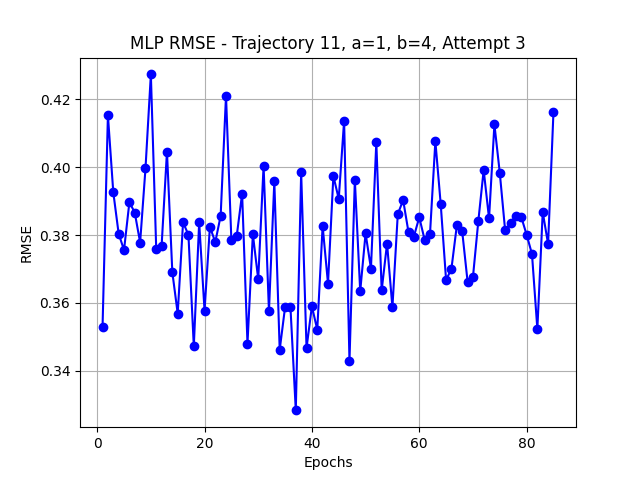 MLP RMSE - Trajectory 11, a=1, b=4, Attempt 3
0.42
0.40
0.38
0.36
0.34
RMSE
0 20 40 60 80
Epochs